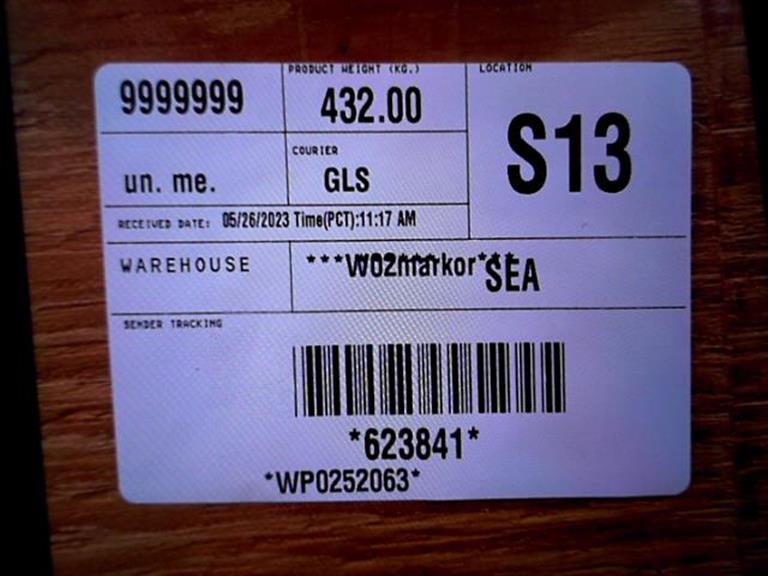 9999999
PRODUCT WEIGHT (KG.)
432.00
LOCATION
S13
un. me.
COURIER
GLS
RECEIVED DATE: 05/26/2023 Time(PCT):11:17 AM
WAREHOUSE
***W02markor***
SEA
SENDER TRACKING
*623841*
*WP0252063*